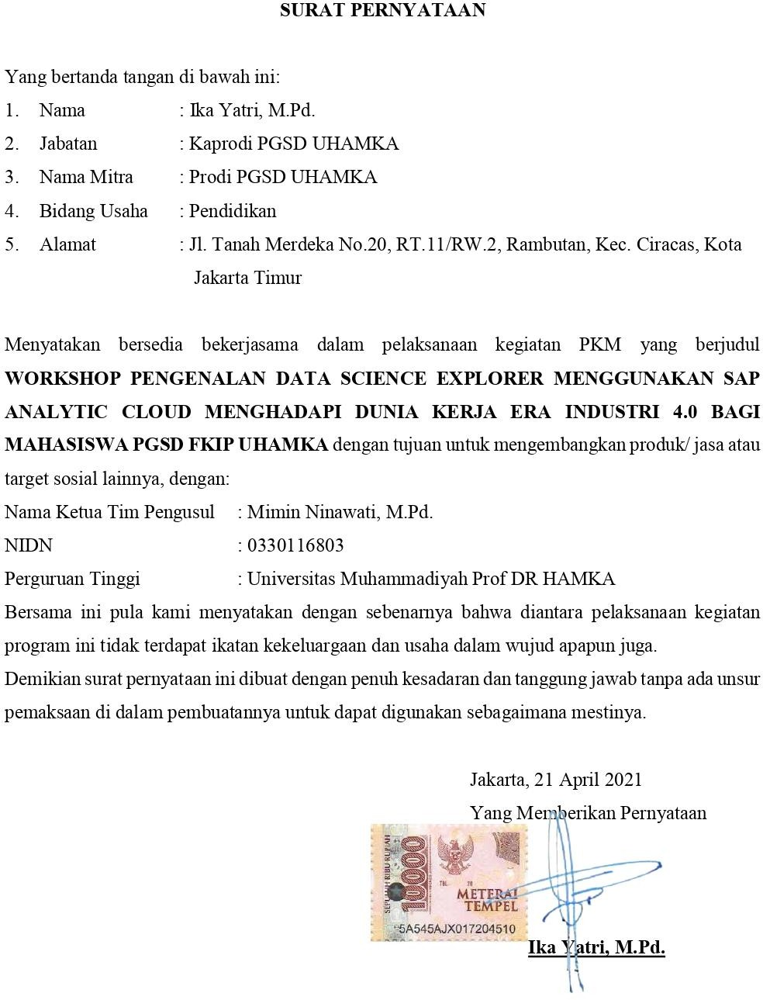 SURAT PERNYATAAN
Yang bertanda tangan di bawah ini:
1. Nama : Ika Yatri, M.Pd.
2. Jabatan : Kaprodi PGSD UHAMKA
3. Nama Mitra : Prodi PGSD UHAMKA
4. Bidang Usaha : Pendidikan
5. Alamat : Jl. Tanah Merdeka No.20, RT.11/RW.2, Rambutan, Kec. Ciracas, Kota
Jakarta Timur
Menyatakan bersedia bekerjasama dalam pelaksanaan kegiatan PKM yang berjudul
WORKSHOP PENGENALAN DATA SCIENCE EXPLORER MENGGUNAKAN SAP
ANALYTIC CLOUD MENGHADAPI DUNIA KERJA ERA INDUSTRI 4.0 BAGI
MAHASISWA PGSD FKIP UHAMKA dengan tujuan untuk mengembangkan produk/ jasa atau
target sosial lainnya, dengan:
Nama Ketua Tim Pengusul : Mimin Ninawati, M.Pd.
NIDN : 0330116803
Perguruan Tinggi : Universitas Muhammadiyah Prof DR HAMKA
Bersama ini pula kami menyatakan dengan sebenarnya bahwa diantara pelaksanaan kegiatan
program ini tidak terdapat ikatan kekeluargaan dan usaha dalam wujud apapun juga.
Demikian surat pernyataan ini dibuat dengan penuh kesadaran dan tanggung jawab tanpa ada unsur
pemaksaan di dalam pembuatannya untuk dapat digunakan sebagaimana mestinya.
Jakarta, 21 April 2021
Yang Memberikan Pernyataan
SEPULUH RIBU RUPIAH
10000
TGL. 20
METERAI
TEMPEL
5A545AJX017204510
Ika Yatri, M.Pd.